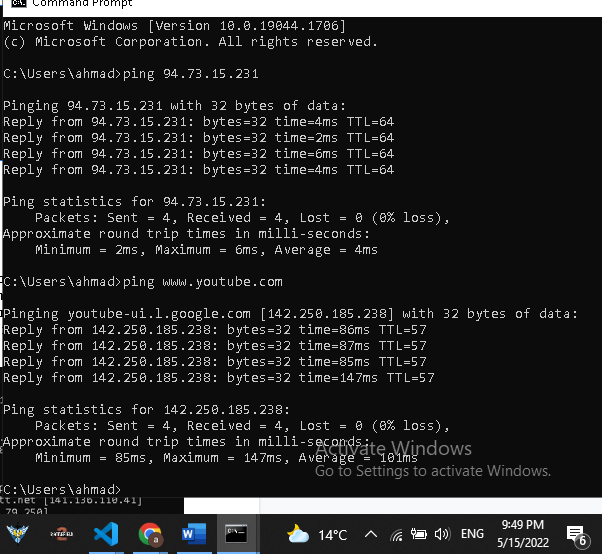 Command Prompt
Microsoft Windows [Version 10.0.19044.1706]
(c) Microsoft Corporation. All rights reserved.
C:\Users\ahmad>ping 94.73.15.231
Pinging 94.73.15.231 with 32 bytes of data:
Reply from 94.73.15.231: bytes=32 time=4ms TTL=64
Reply from 94.73.15.231: bytes=32 time=2ms TTL=64
Reply from 94.73.15.231: bytes=32 time=6ms TTL=64
Reply from 94.73.15.231: bytes=32 time=4ms TTL=64
Ping statistics for 94.73.15.231:
    Packets: Sent = 4, Received = 4, Lost = 0 (0% loss),
Approximate round trip times in milli-seconds:
    Minimum = 2ms, Maximum = 6ms, Average = 4ms
C:\Users\ahmad>ping www.youtube.com
Pinging youtube-ui.l.google.com [142.250.185.238] with 32 bytes of data:
Reply from 142.250.185.238: bytes=32 time=86ms TTL=57
Reply from 142.250.185.238: bytes=32 time=87ms TTL=57
Reply from 142.250.185.238: bytes=32 time=85ms TTL=57
Reply from 142.250.185.238: bytes=32 time=147ms TTL=57
Ping statistics for 142.250.185.238:
    Packets: Sent = 4, Received = 4, Lost = 0 (0% loss),
Approximate round trip times in milli-seconds:
    Minimum = 85ms, Maximum = 147ms, Average = 101ms
Activate Windows
Go to Settings to activate Windows.
C:\Users\ahmad>
tt.net [141.136.110.41]
79.250]
14°C
ENG
9:49 PM
5/15/2022
6